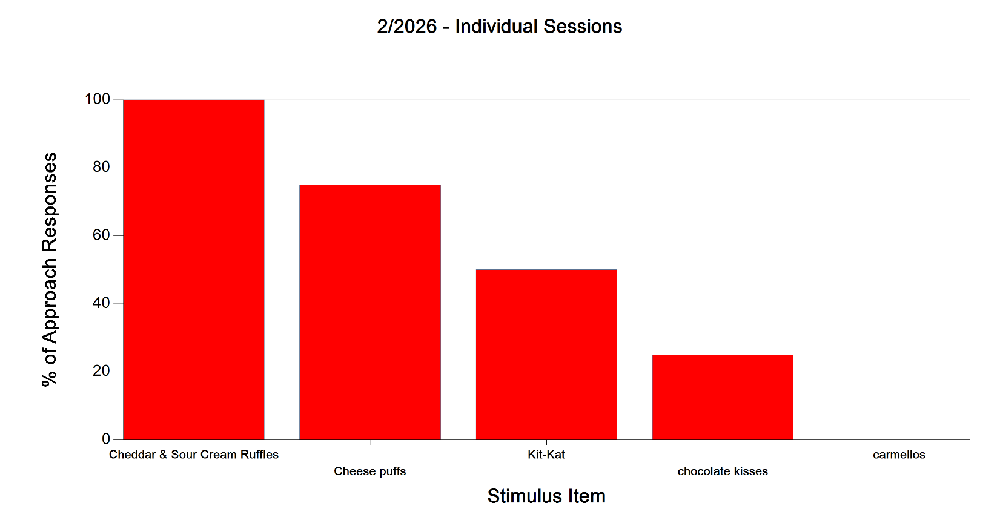 2/2026 - Individual Sessions
% of Approach Responses
100
80
60
40
20
0
Cheddar & Sour Cream Ruffles
Cheese puffs
Kit-Kat
chocolate kisses
carmellos
Stimulus Item